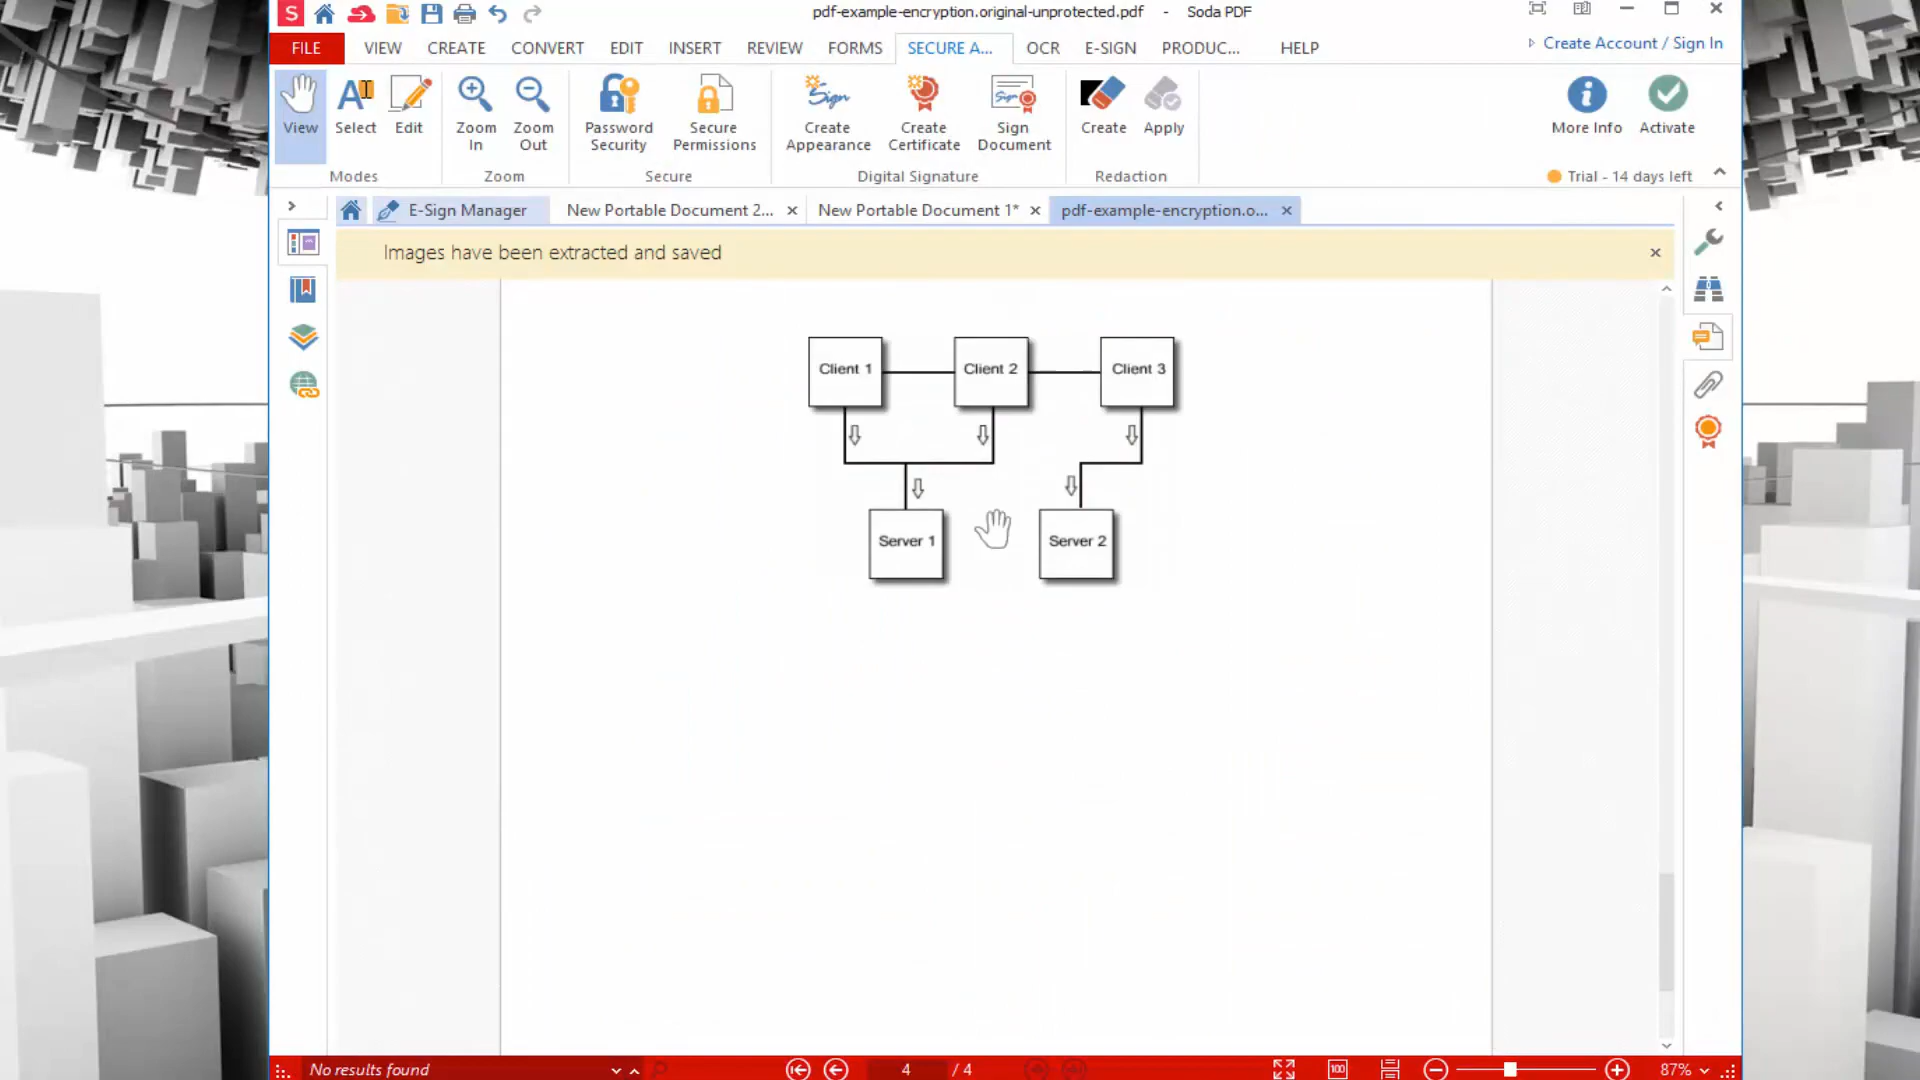 S pdf-example-encryption.original-unprotected.pdf - Soda PDF
FILE VIEW CREATE CONVERT EDIT INSERT REVIEW FORMS SECURE A... OCR E-SIGN PRODUC... HELP Create Account / Sign In
View Select Edit Zoom In Zoom Out Password Security Secure Permissions Create Appearance Create Certificate Sign Document Create Apply More Info Activate
Modes Zoom Secure Digital Signature Redaction Trial - 14 days left
E-Sign Manager New Portable Document 2... New Portable Document 1* pdf-example-encryption.o...
Images have been extracted and saved
Client 1 Client 2 Client 3
Server 1 Server 2
No results found 4 / 4 100 87%